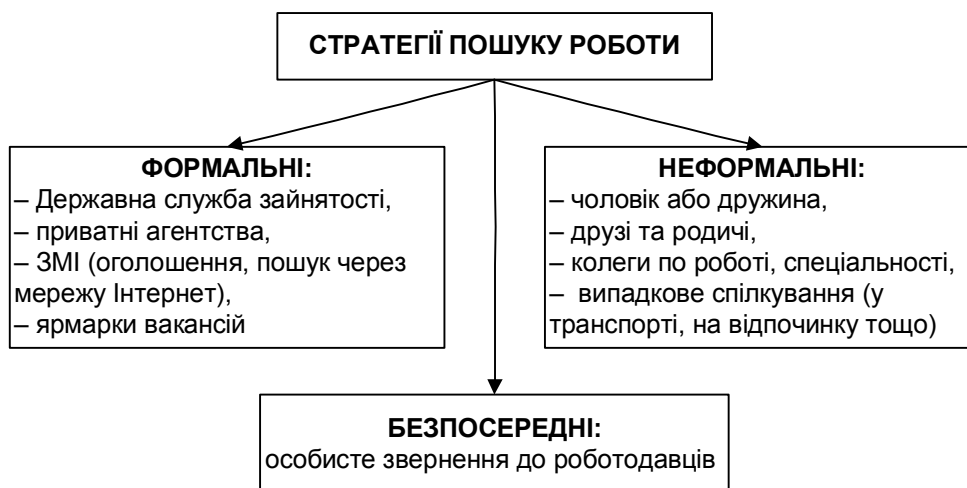 СТРАТЕГІЇ ПОШУКУ РОБОТИ
ФОРМАЛЬНІ:
– Державна служба зайнятості,
– приватні агентства,
– ЗМІ (оголошення, пошук через
мережу Інтернет),
– ярмарки вакансій
НЕФОРМАЛЬНІ:
– чоловік або дружина,
– друзі та родичі,
– колеги по роботі, спеціальності,
– випадкове спілкування (у
транспорті, на відпочинку тощо)
БЕЗПОСЕРЕДНІ:
особисте звернення до роботодавців